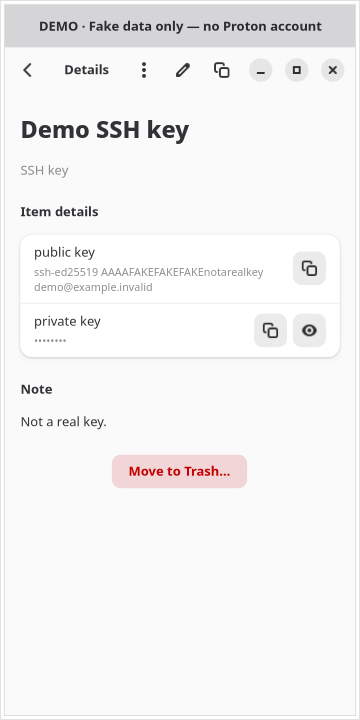 DEMO · Fake data only — no Proton account
Details
Demo SSH key
SSH key
Item details
public key
ssh-ed25519 AAAAFAKEFAKEFAKEnotarealkey
demo@example.invalid
private key
••••••••
Note
Not a real key.
Move to Trash...